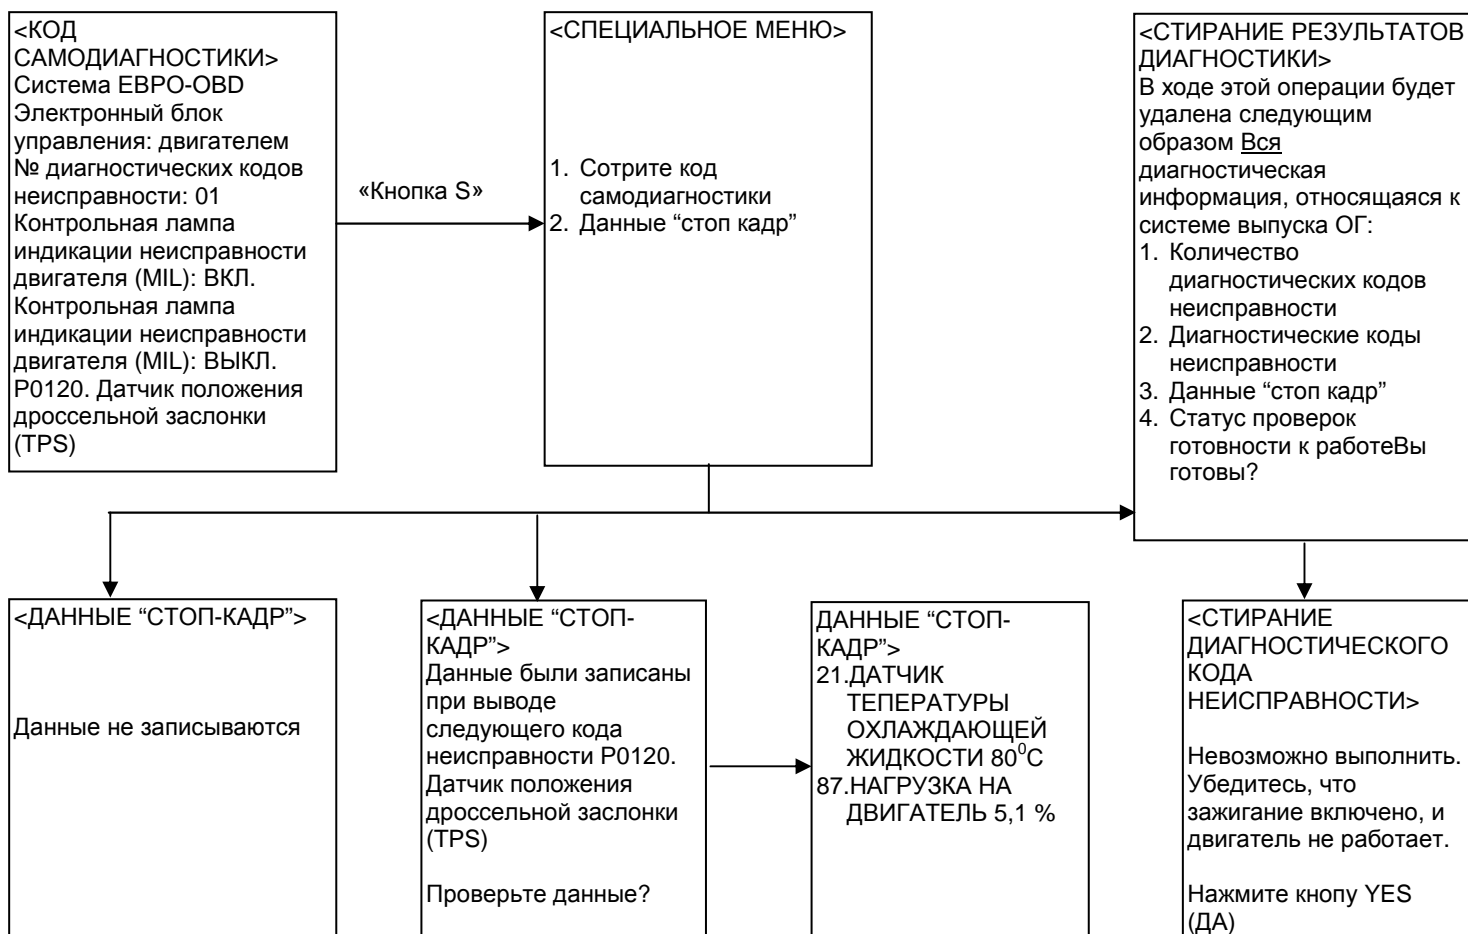 <КОД
САМОДИАГНОСТИКИ>
Система ЕВРО-OBD
Электронный блок
управления: двигателем
№ диагностических кодов
неисправности: 01
Контрольная лампа
индикации неисправности
двигателя (MIL): ВКЛ.
Контрольная лампа
индикации неисправности
двигателя (MIL): ВЫКЛ.
P0120. Датчик положения
дроссельной заслонки
(TPS)
«Кнопка S»
<СПЕЦИАЛЬНОЕ МЕНЮ>
1. Сотрите код
самодиагностики
2. Данные “стоп кадр”
<СТИРАНИЕ РЕЗУЛЬТАТОВ
ДИАГНОСТИКИ>
В ходе этой операции будет
удалена следующим
образом Вся
диагностическая
информация, относящаяся к
системе выпуска ОГ:
1. Количество
диагностических кодов
неисправности
2. Диагностические коды
неисправности
3. Данные “стоп кадр”
4. Статус проверок
готовности к работеВы
готовы?
<ДАННЫЕ “СТОП-КАДР”>
Данные не записываются
<ДАННЫЕ “СТОП-
КАДР”>
Данные были записаны
при выводе
следующего кода
неисправности P0120.
Датчик положения
дроссельной заслонки
(TPS)
Проверьте данные?
ДАННЫЕ “СТОП-
КАДР”>
21.ДАТЧИК
ТЕПЕРАТУРЫ
ОХЛАЖДАЮЩЕЙ
ЖИДКОСТИ 80⁰C
87.НАГРУЗКА НА
ДВИГАТЕЛЬ 5,1 %
<СТИРАНИЕ
ДИАГНОСТИЧЕСКОГО
КОДА
НЕИСПРАВНОСТИ>
Невозможно выполнить.
Убедитесь, что
зажигание включено, и
двигатель не работает.
Нажмите кнопу YES
(ДА)